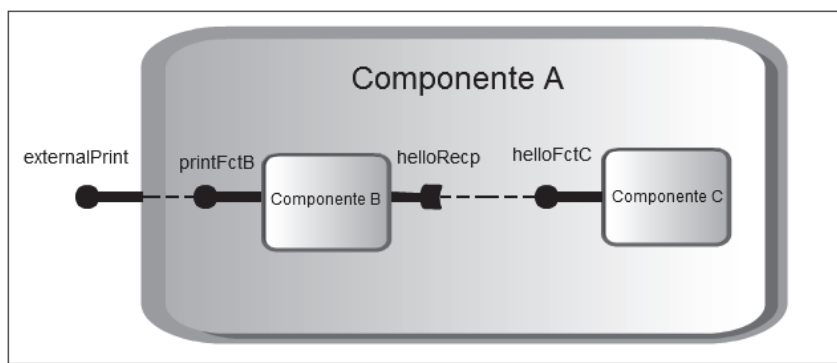 Componente A
externalPrint
printFctB
helloRecp
helloFctC
Componente B
Componente C